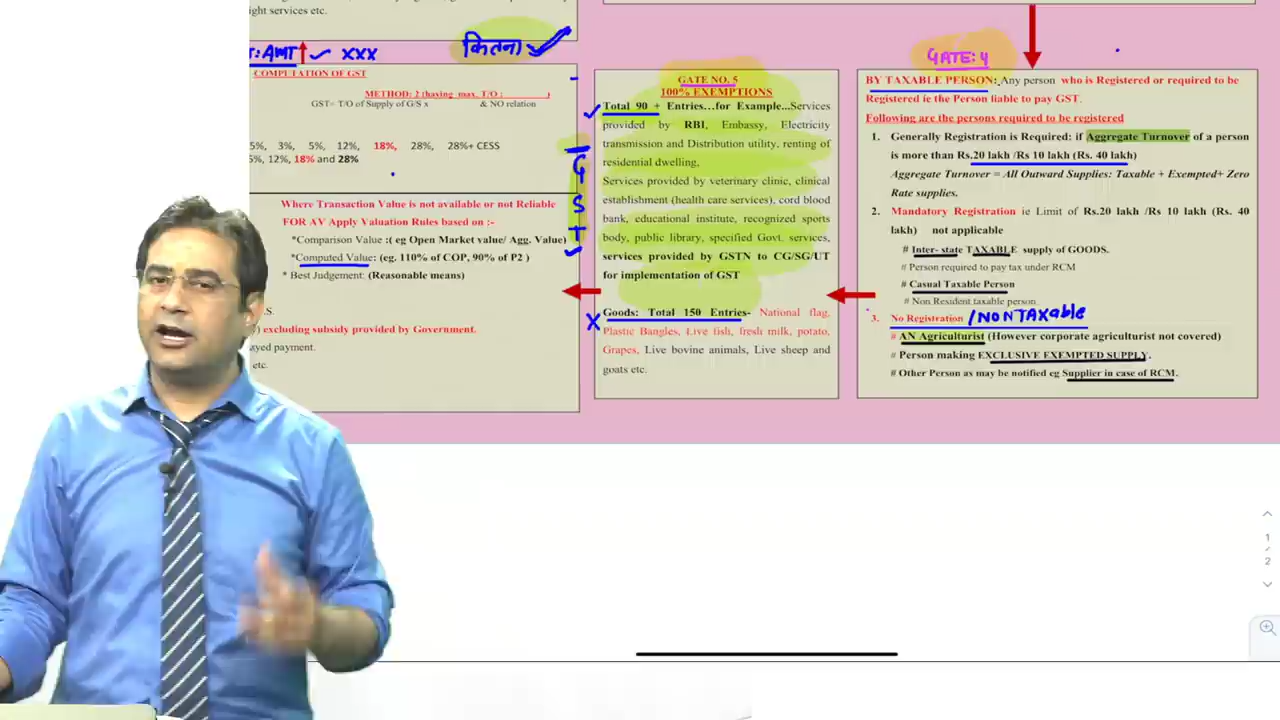 ight services etc.
T: AMT ✓ XXX
कितना ✓
COMPUTATION OF GST
METHOD: 2 (having max. T/O : )
GST= T/O of Supply of G/S x & NO relation
5%, 3%, 5%, 12%, 18%, 28%, 28%+ CESS
%, 12%, 18% and 28%
Where Transaction Value is not available or not Reliable
FOR AV Apply Valuation Rules based on :-
*Comparison Value :( eg Open Market value/ Agg. Value)
*Computed Value: (eg. 110% of COP, 90% of P2 )
* Best Judgement: (Reasonable means)
.S.
) excluding subsidy provided by Government.
ayed payment.
etc.
G
S
T
GATE NO. 5
100% EXEMPTIONS
Total 90 + Entries…for Example...Services
provided by RBI, Embassy, Electricity
transmission and Distribution utility, renting of
residential dwelling,
Services provided by veterinary clinic, clinical
establishment (health care services), cord blood
bank, educational institute, recognized sports
body, public library, specified Govt. services,
services provided by GSTN to CG/SG/UT
for implementation of GST
X Goods: Total 150 Entries- National flag,
Plastic Bangles, Live fish, fresh milk, potato,
Grapes, Live bovine animals, Live sheep and
goats etc.
GATE: 4
BY TAXABLE PERSON: Any person who is Registered or required to be
Registered ie the Person liable to pay GST.
Following are the persons required to be registered
1. Generally Registration is Required: if Aggregate Turnover of a person
is more than Rs.20 lakh /Rs 10 lakh (Rs. 40 lakh)
Aggregate Turnover = All Outward Supplies: Taxable + Exempted+ Zero
Rate supplies.
2. Mandatory Registration ie Limit of Rs.20 lakh /Rs 10 lakh (Rs. 40
lakh) not applicable
# Inter- state TAXABLE supply of GOODS.
# Person required to pay tax under RCM
# Casual Taxable Person
# Non Resident taxable person.
3. No Registration /NONTAXable
# AN Agriculturist (However corporate agriculturist not covered)
# Person making EXCLUSIVE EXEMPTED SUPPLY.
# Other Person as may be notified eg Supplier in case of RCM.
1
/
2